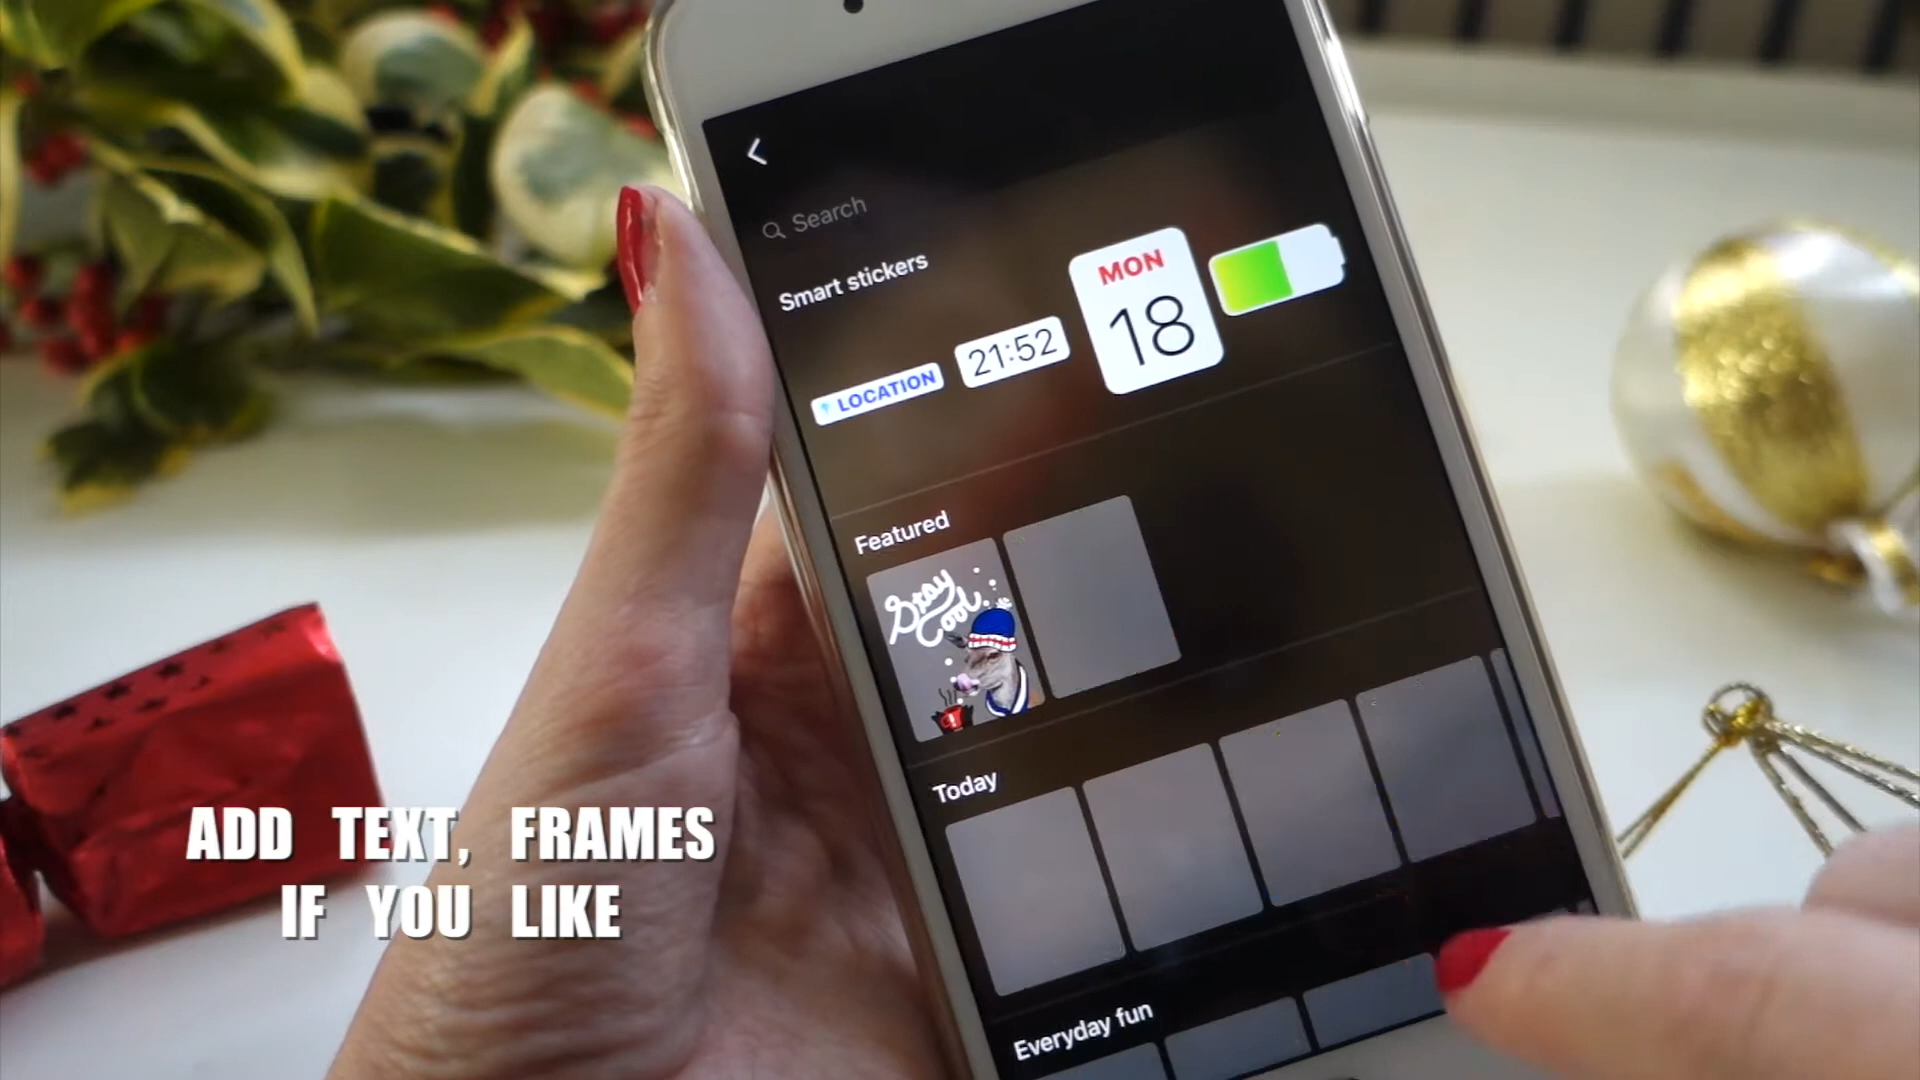 Search
Smart stickers
LOCATION
21:52
MON
18
Featured
Stay
Cool
Today
Everyday fun
ADD TEXT, FRAMES
IF YOU LIKE